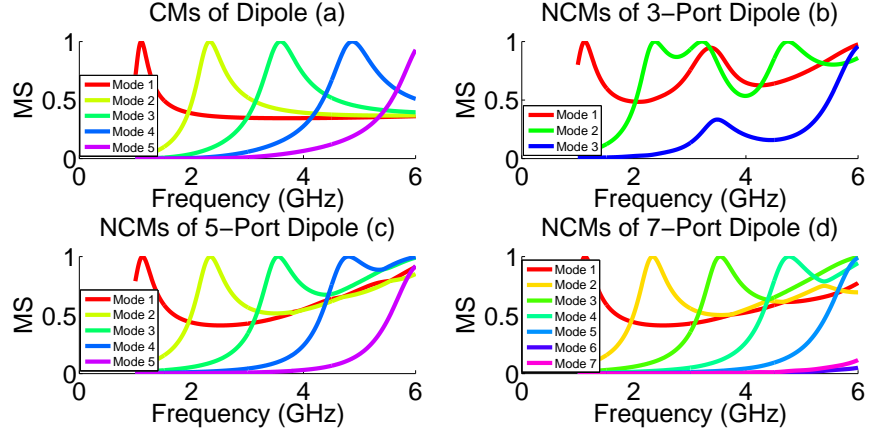 CMs of Dipole (a)
MS
1
0.5
0
Mode 1
Mode 2
Mode 3
Mode 4
Mode 5
0 2 4 6
Frequency (GHz)
NCMs of 3−Port Dipole (b)
MS
1
0.5
0
Mode 1
Mode 2
Mode 3
0 2 4 6
Frequency (GHz)
NCMs of 5−Port Dipole (c)
MS
1
0.5
0
Mode 1
Mode 2
Mode 3
Mode 4
Mode 5
0 2 4 6
Frequency (GHz)
NCMs of 7−Port Dipole (d)
MS
1
0.5
0
Mode 1
Mode 2
Mode 3
Mode 4
Mode 5
Mode 6
Mode 7
0 2 4 6
Frequency (GHz)